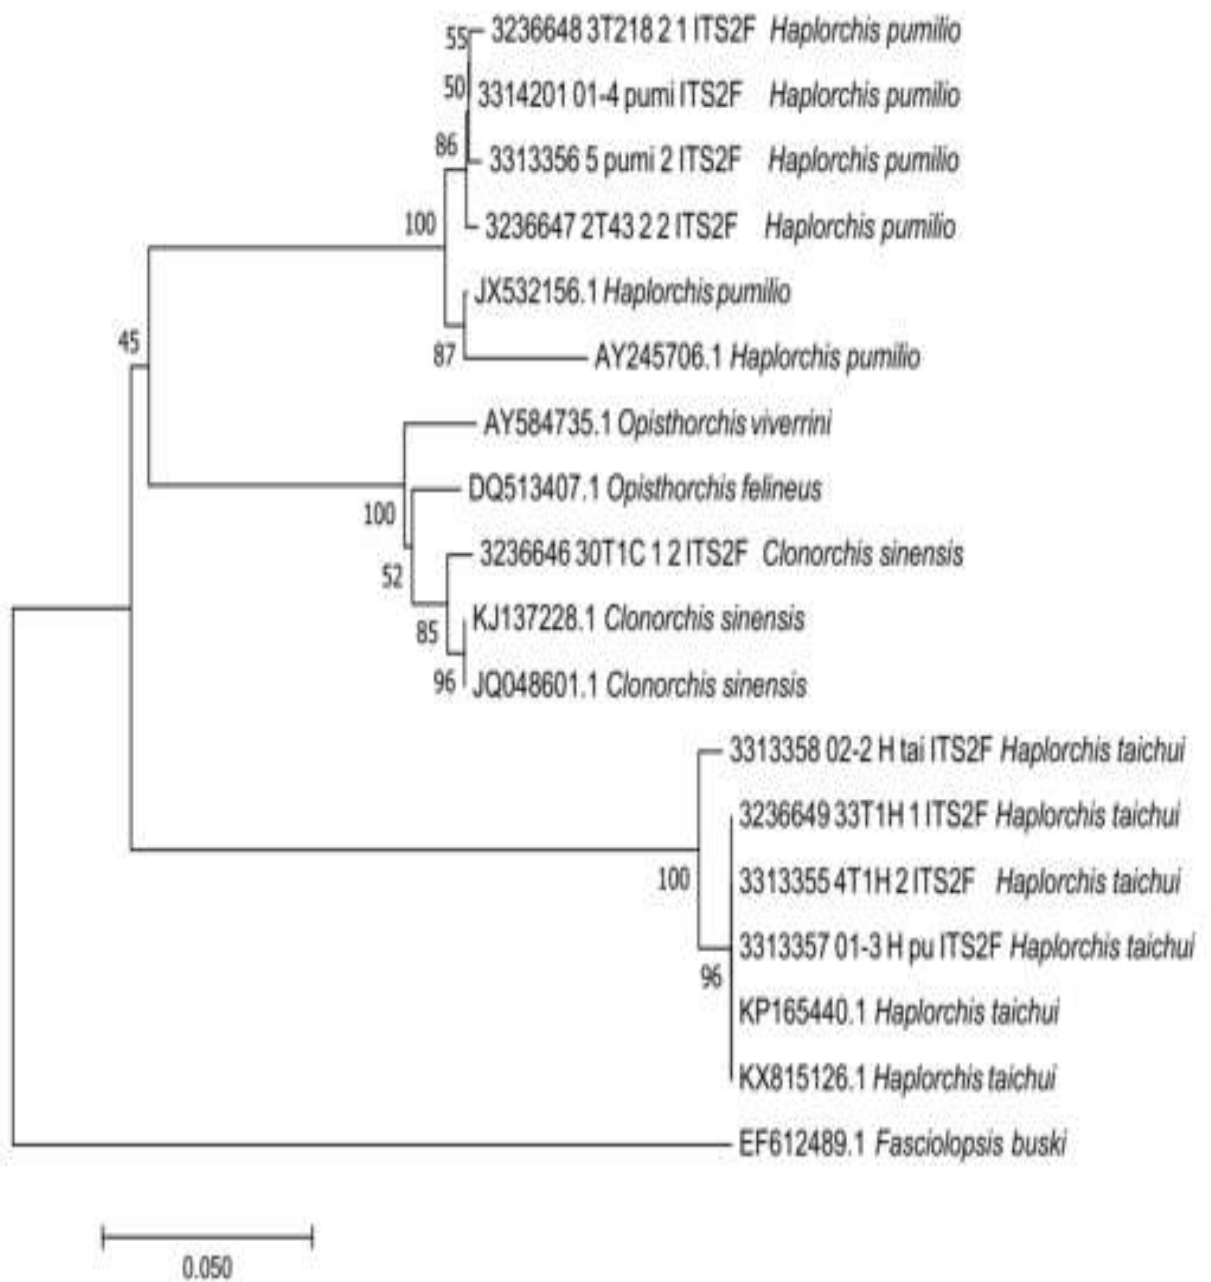 55
3236648 3T218 2 1 ITS2F Haplorchis pumilio
50
3314201 01-4 pumi ITS2F Haplorchis pumilio
86
3313356 5 pumi 2 ITS2F Haplorchis pumilio
100
3236647 2T43 2 2 ITS2F Haplorchis pumilio
JX532156.1 Haplorchis pumilio
45
87
AY245706.1 Haplorchis pumilio
AY584735.1 Opisthorchis viverrini
DQ513407.1 Opisthorchis felineus
100
3236646 30T1C 1 2 ITS2F Clonorchis sinensis
52
KJ137228.1 Clonorchis sinensis
85
96
JQ048601.1 Clonorchis sinensis
3313358 02-2 H tai ITS2F Haplorchis taichui
3236649 33T1H 1 ITS2F Haplorchis taichui
100
3313355 4T1H 2 ITS2F Haplorchis taichui
3313357 01-3 H pu ITS2F Haplorchis taichui
96
KP165440.1 Haplorchis taichui
KX815126.1 Haplorchis taichui
EF612489.1 Fasciolopsis buski
0.050